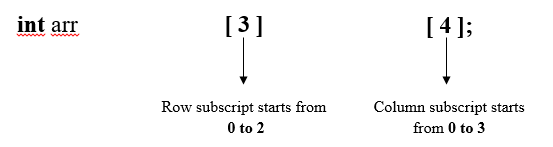 int arr [ 3 ] [ 4 ];
Row subscript starts from
0 to 2
Column subscript starts
from 0 to 3